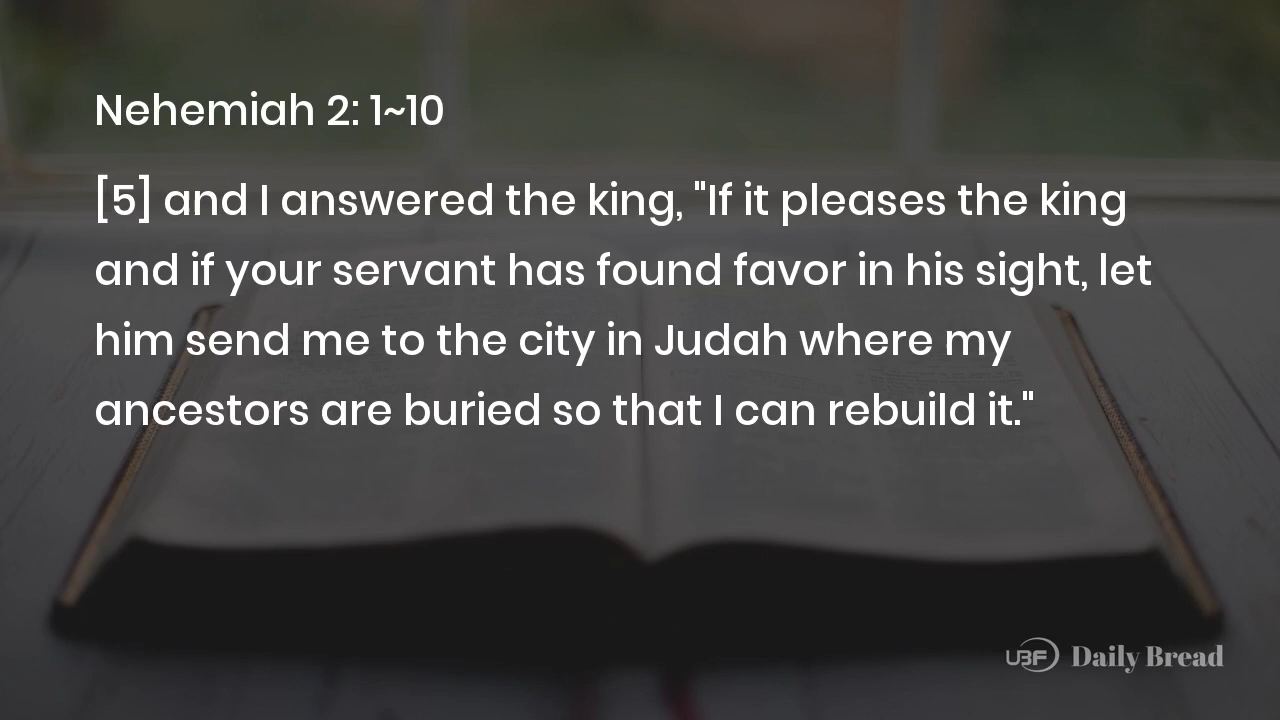 Nehemiah 2: 1~10
[5] and I answered the king, "If it pleases the king
and if your servant has found favor in his sight, let
him send me to the city in Judah where my
ancestors are buried so that I can rebuild it."
UBF Daily Bread